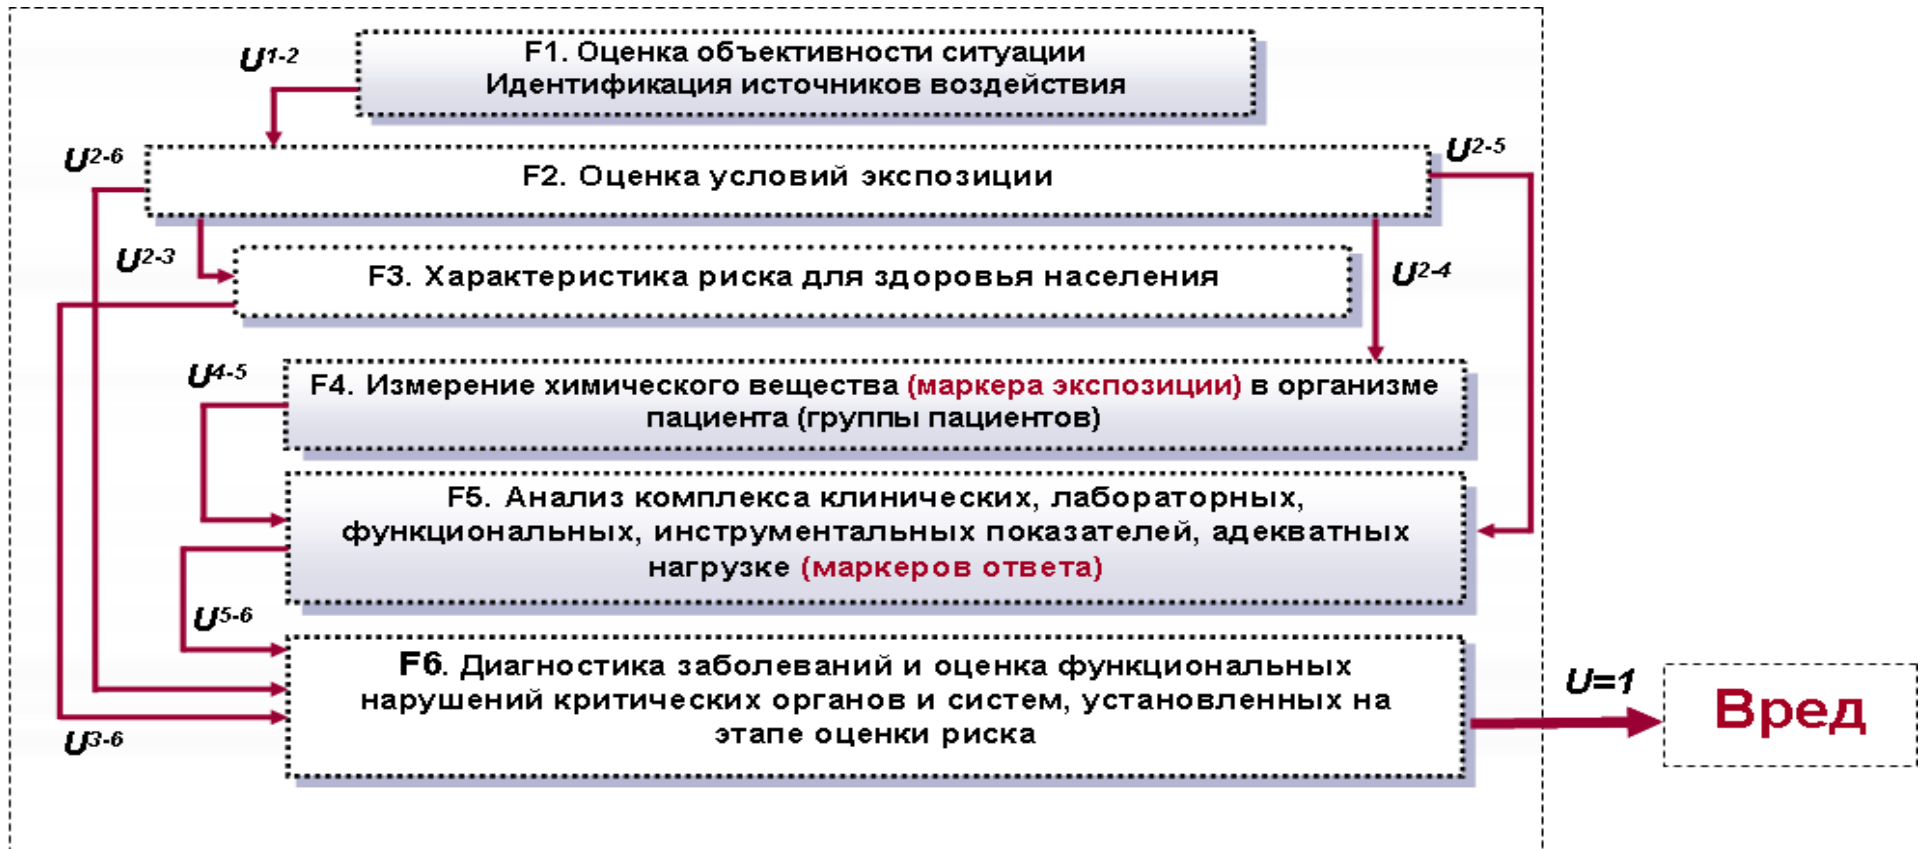 U1-2
F1. Оценка объективности ситуации
Идентификация источников воздействия
U2-6
F2. Оценка условий экспозиции
U2-5
U2-3
F3. Характеристика риска для здоровья населения
U2-4
U4-5
F4. Измерение химического вещества (маркера экспозиции) в организме
пациента (группы пациентов)
F5. Анализ комплекса клинических, лабораторных,
функциональных, инструментальных показателей, адекватных
нагрузке (маркеров ответа)
U5-6
F6. Диагностика заболеваний и оценка функциональных
нарушений критических органов и систем, установленных на
этапе оценки риска
U3-6
U=1
Вред